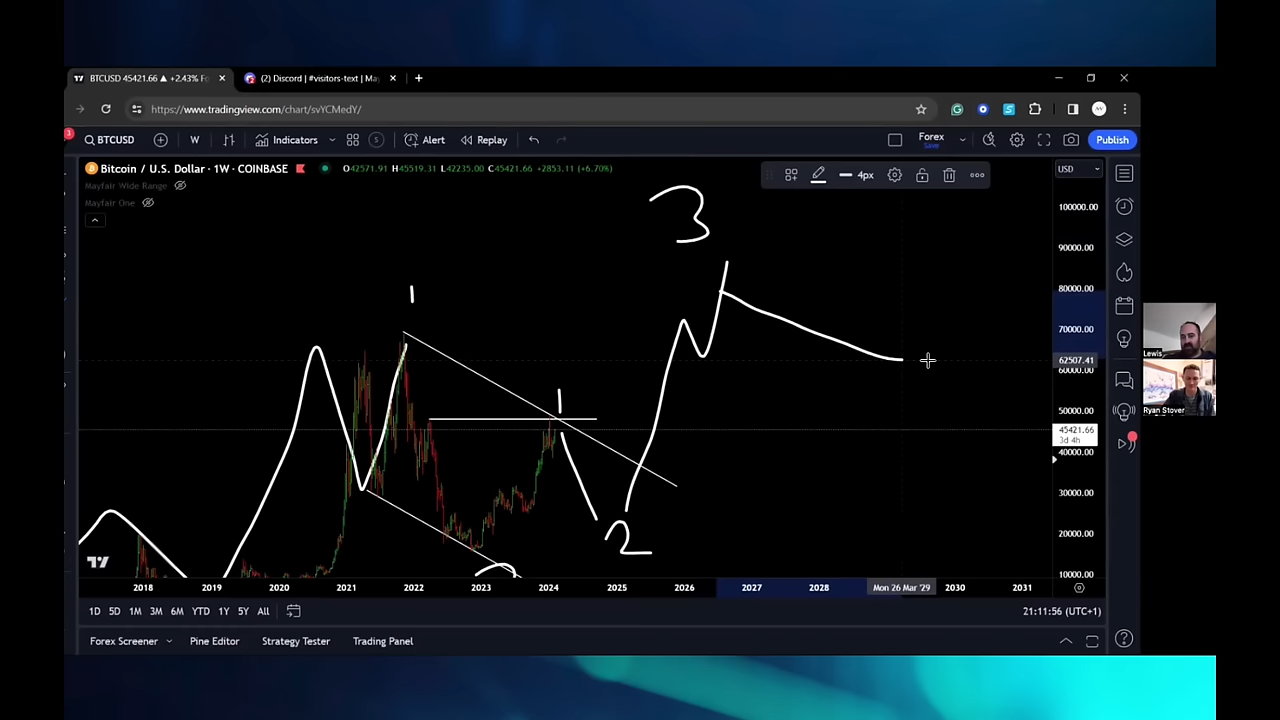 BTCUSD 45421.66 ▲ +2.43% Fo
(2) Discord | #visitors-text | May
https://www.tradingview.com/chart/svYCMedY/
3
BTCUSD W Indicators Alert Replay Forex Save Publish
Bitcoin / U.S. Dollar · 1W · COINBASE O42571.91 H45519.31 L42235.00 C45421.66 +2853.11 (+6.70%)
Mayfair Wide Range
Mayfair One
4px
USD
100000.00
90000.00
80000.00
70000.00
62507.41
60000.00
50000.00
45421.66
3d 4h
40000.00
30000.00
20000.00
10000.00
3
1
1
2
Lewis
Ryan Stover
2018 2019 2020 2021 2022 2023 2024 2025 2026 2027 2028 Mon 26 Mar '29 2030 2031
1D 5D 1M 3M 6M YTD 1Y 5Y All 21:11:56 (UTC+1)
Forex Screener Pine Editor Strategy Tester Trading Panel